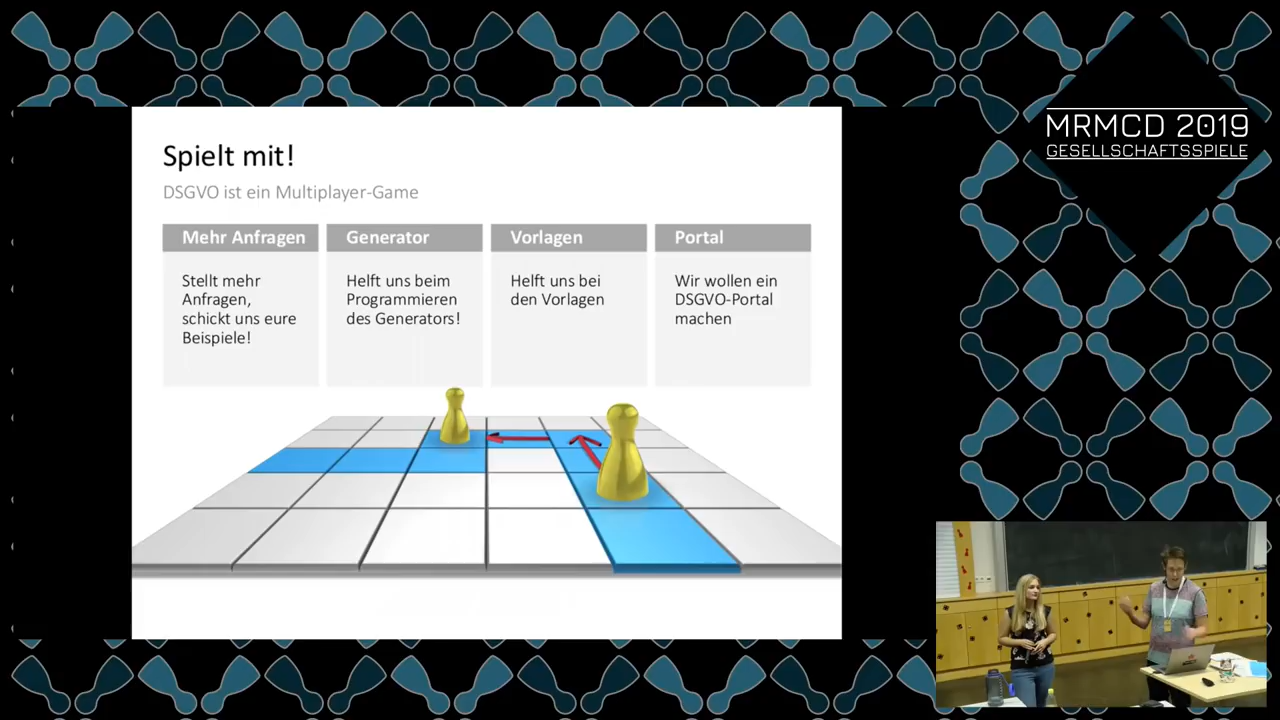 MRMCD 2019
GESELLSCHAFTSSPIELE
Spielt mit!
DSGVO ist ein Multiplayer-Game
Mehr Anfragen
Stellt mehr
Anfragen,
schickt uns eure
Beispiele!
Generator
Helft uns beim
Programmieren
des Generators!
Vorlagen
Helft uns bei
den Vorlagen
Portal
Wir wollen ein
DSGVO-Portal
machen